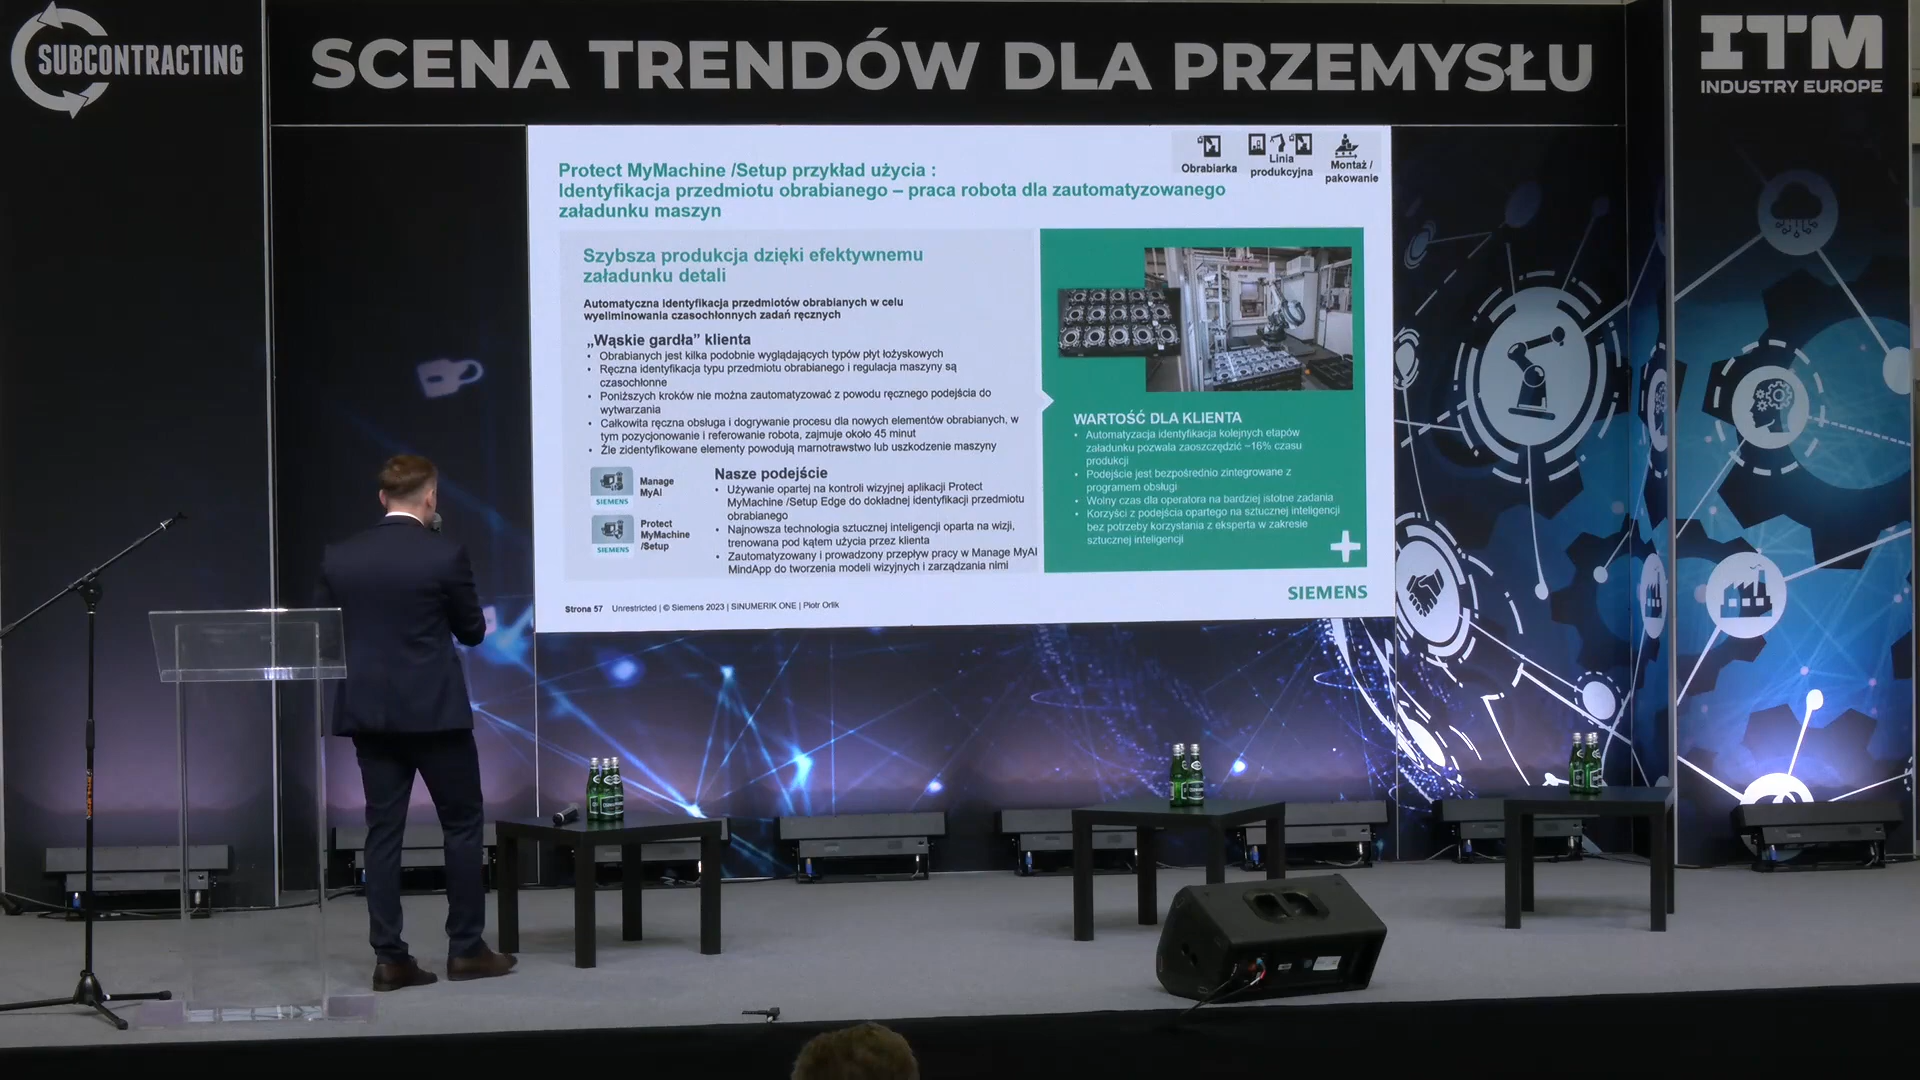 SUBCONTRACTING
SCENA TRENDÓW DLA PRZEMYSŁU
ITM
INDUSTRY EUROPE
Obrabiarka
Linia
produkcyjna
Montaż /
pakowanie
Protect MyMachine /Setup przykład użycia :
Identyfikacja przedmiotu obrabianego – praca robota dla zautomatyzowanego
załadunku maszyn
Szybsza produkcja dzięki efektywnemu
załadunku detali
Automatyczna identyfikacja przedmiotów obrabianych w celu
wyeliminowania czasochłonnych zadań ręcznych
„Wąskie gardła” klienta
• Obrabianych jest kilka podobnie wyglądających typów płyt łożyskowych
• Ręczna identyfikacja typu przedmiotu obrabianego i regulacja maszyny są
czasochłonne
• Poniższych kroków nie można zautomatyzować z powodu ręcznego podejścia do
wytwarzania
• Całkowita ręczna obsługa i dogrywanie procesu dla nowych elementów obrabianych, w
tym pozycjonowanie i referowanie robota, zajmuje około 45 minut
• Źle zidentyfikowane elementy powodują marnotrawstwo lub uszkodzenie maszyny
Manage
MyAI
SIEMENS
Protect
MyMachine
/Setup
SIEMENS
Nasze podejście
• Używanie opartej na kontroli wizyjnej aplikacji Protect
MyMachine /Setup Edge do dokładnej identyfikacji przedmiotu
obrabianego
• Najnowsza technologia sztucznej inteligencji oparta na wizji,
trenowana pod kątem użycia przez klienta
• Zautomatyzowany i prowadzony przepływ pracy w Manage MyAI
MindApp do tworzenia modeli wizyjnych i zarządzania nimi
WARTOŚĆ DLA KLIENTA
• Automatyzacja identyfikacja kolejnych etapów
załadunku pozwala zaoszczędzić ~16% czasu
produkcji
• Podejście jest bezpośrednio zintegrowane z
programem obsługi
• Wolny czas dla operatora na bardziej istotne zadania
• Korzyści z podejścia opartego na sztucznej inteligencji
bez potrzeby korzystania z eksperta w zakresie
sztucznej inteligencji
SIEMENS
Strona 57 Unrestricted | © Siemens 2023 | SINUMERIK ONE | Piotr Orlik